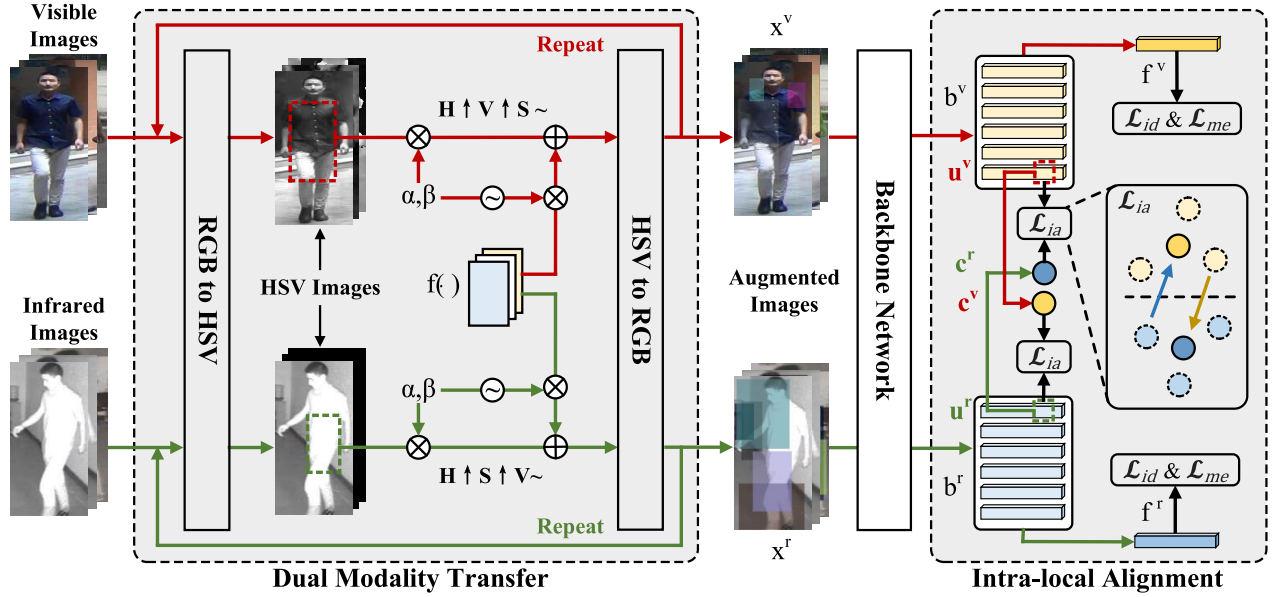 Visible
Images
Infrared
Images
RGB to HSV
Repeat
H ↑ V ↑ S ~
α,β
~
f(·)
HSV Images
α,β
~
H ↑ S ↑ V~
Repeat
HSV to RGB
Dual Modality Transfer
x^v
Augmented
Images
x^r
Backbone Network
b^v
u^v
f^v
ℒ_id & ℒ_me
ℒ_ia
ℒ_ia
c^r
c^v
ℒ_ia
u^r
b^r
ℒ_id & ℒ_me
f^r
Intra-local Alignment